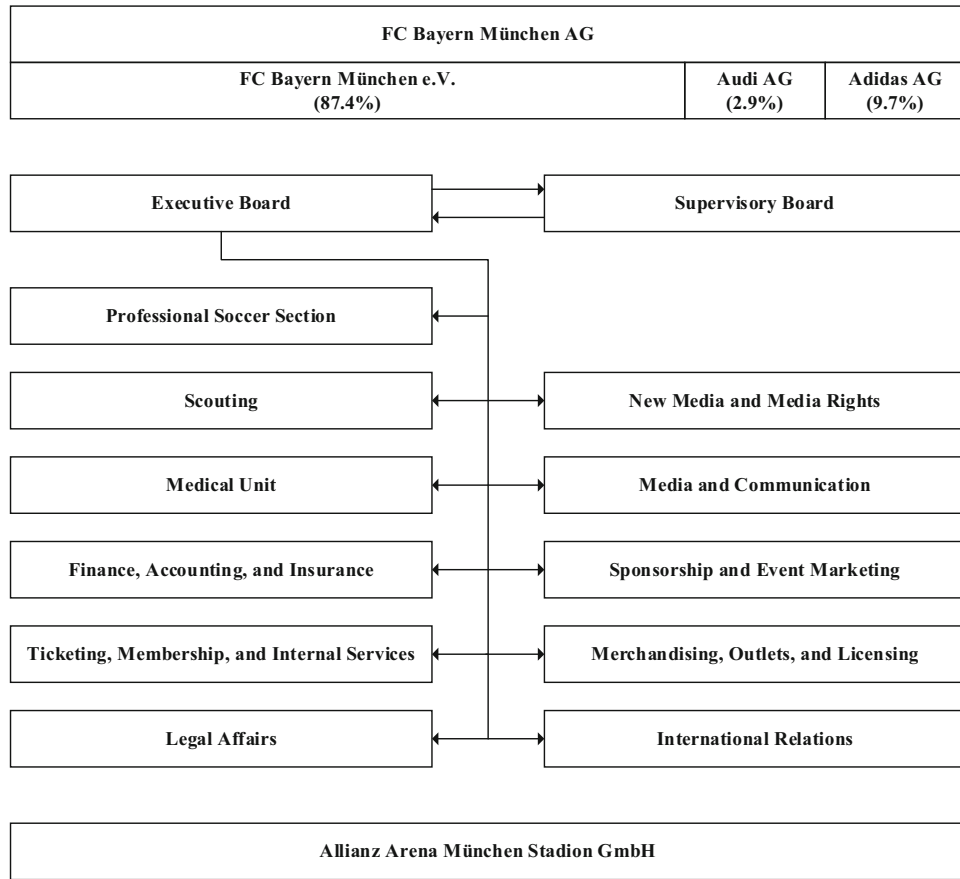 FC Bayern München AG
FC Bayern München e.V.
(87.4%)
Audi AG
(2.9%)
Adidas AG
(9.7%)
Executive Board
Supervisory Board
Professional Soccer Section
Scouting
New Media and Media Rights
Medical Unit
Media and Communication
Finance, Accounting, and Insurance
Sponsorship and Event Marketing
Ticketing, Membership, and Internal Services
Merchandising, Outlets, and Licensing
Legal Affairs
International Relations
Allianz Arena München Stadion GmbH